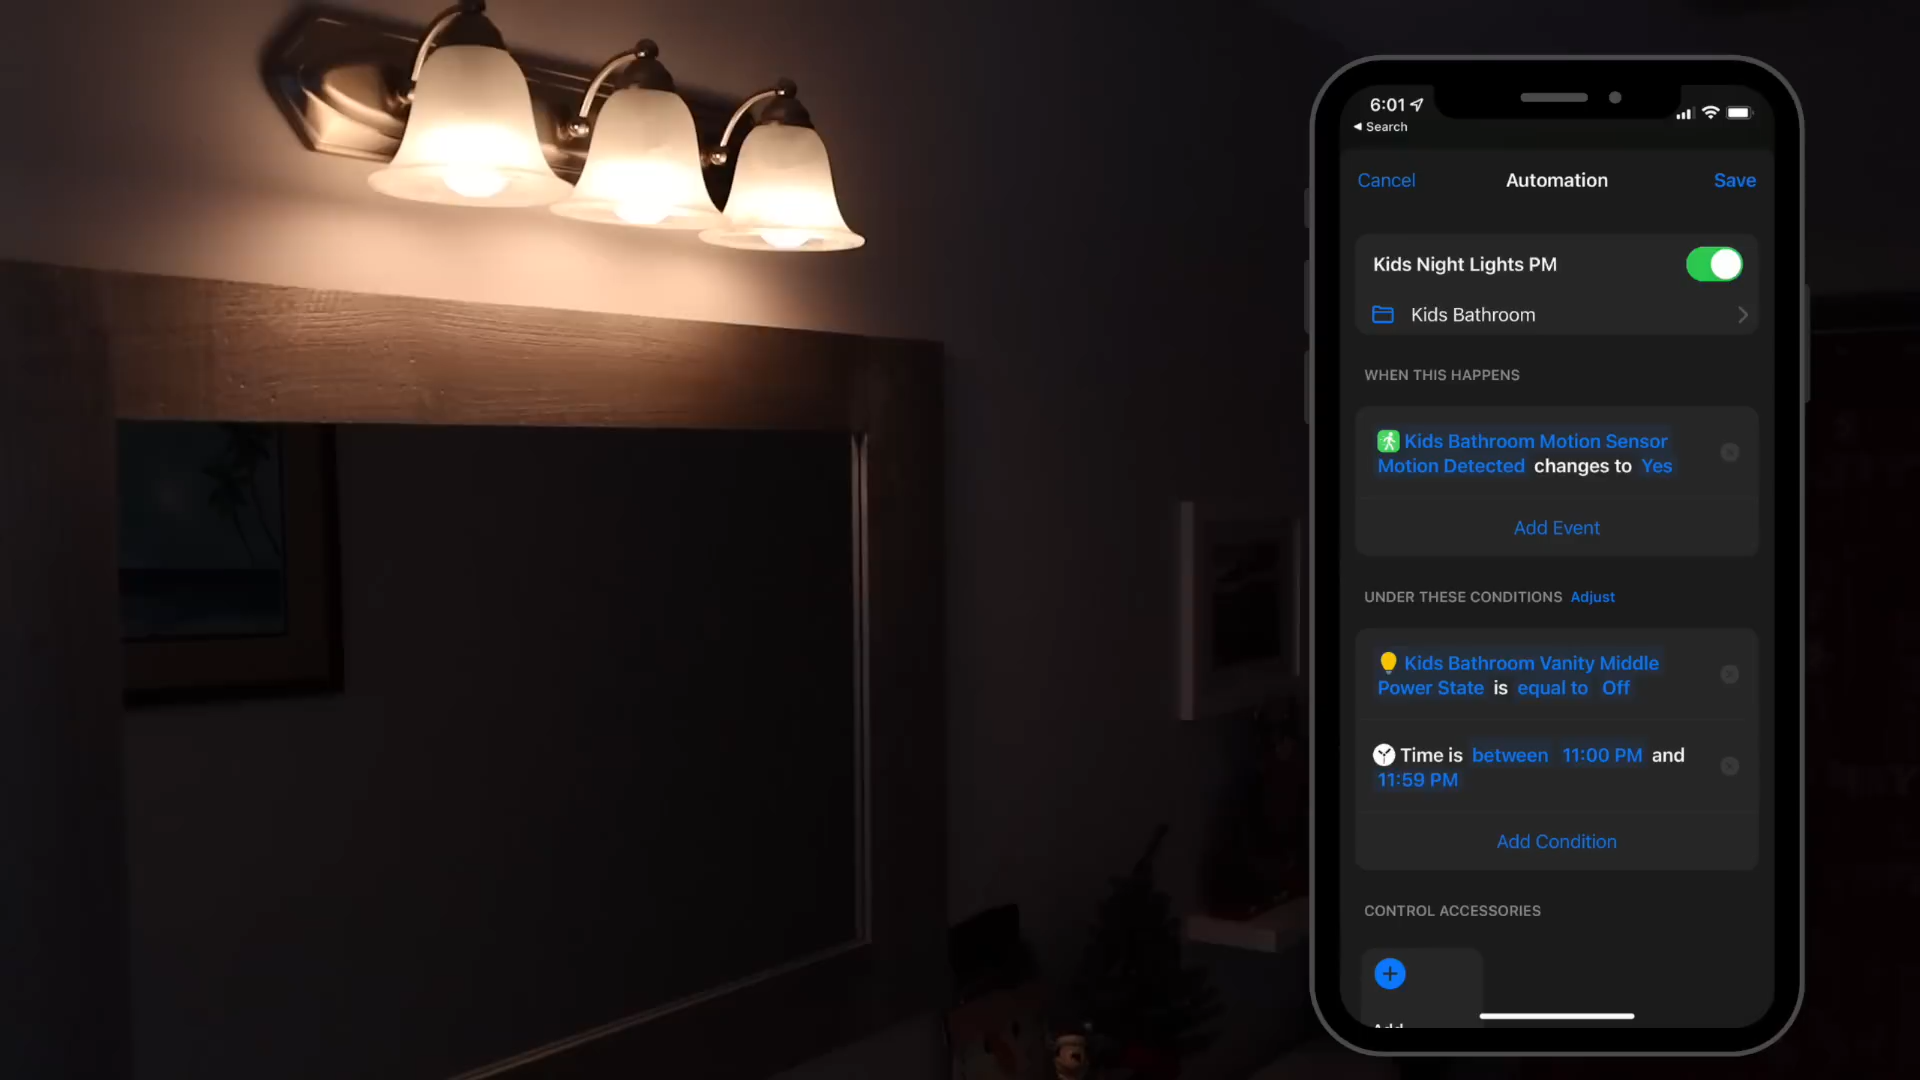 6:01
◀ Search
Cancel
Automation
Save
Kids Night Lights PM
Kids Bathroom
WHEN THIS HAPPENS
Kids Bathroom Motion Sensor
Motion Detected changes to Yes
Add Event
UNDER THESE CONDITIONS Adjust
Kids Bathroom Vanity Middle
Power State is equal to Off
Time is between 11:00 PM and
11:59 PM
Add Condition
CONTROL ACCESSORIES